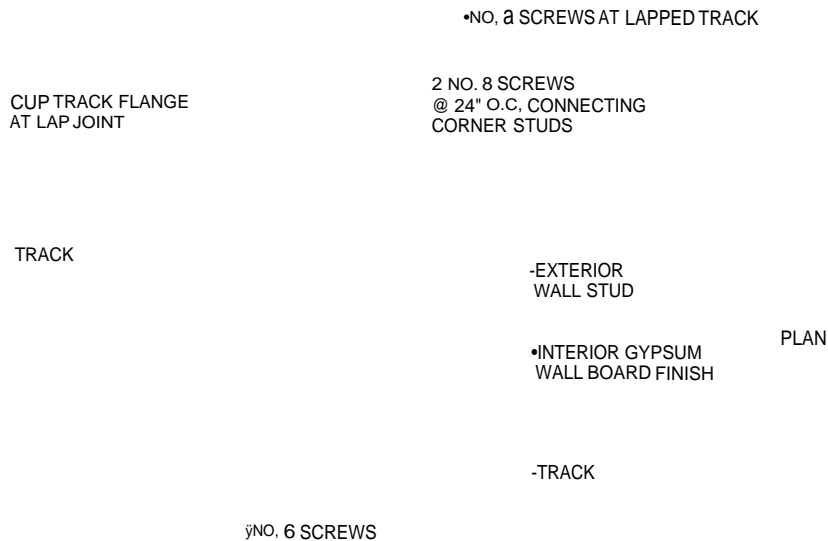 •NO, a SCREWS AT LAPPED TRACK
2 NO. 8 SCREWS
@ 24" O.C, CONNECTING
CORNER STUDS
CUP TRACK FLANGE
AT LAP JOINT
TRACK
-EXTERIOR
WALL STUD
PLAN
•INTERIOR GYPSUM
WALL BOARD FINISH
-TRACK
ÿNO, 6 SCREWS